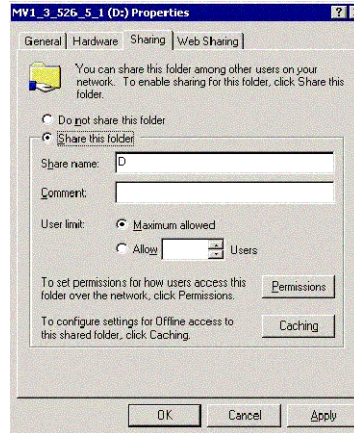 MV1_3_526_5_1 (D:) Properties
General
Hardware
Sharing
Web Sharing
You can share this folder among other users on your
network. To enable sharing for this folder, click Share this
folder.
Do not share this folder
Share this folder
Share name:
D
Comment:
User limit:
Maximum allowed
Allow
Users
To set permissions for how users access this
folder over the network, click Permissions.
Permissions
To configure settings for Offline access to
this shared folder, click Caching.
Caching
OK
Cancel
Apply